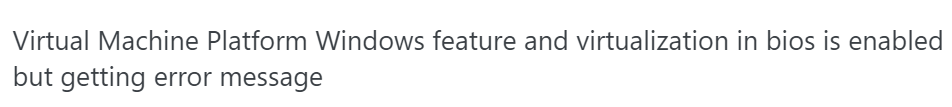 Virtual Machine Platform Windows feature and virtualization in bios is enabled
but getting error message